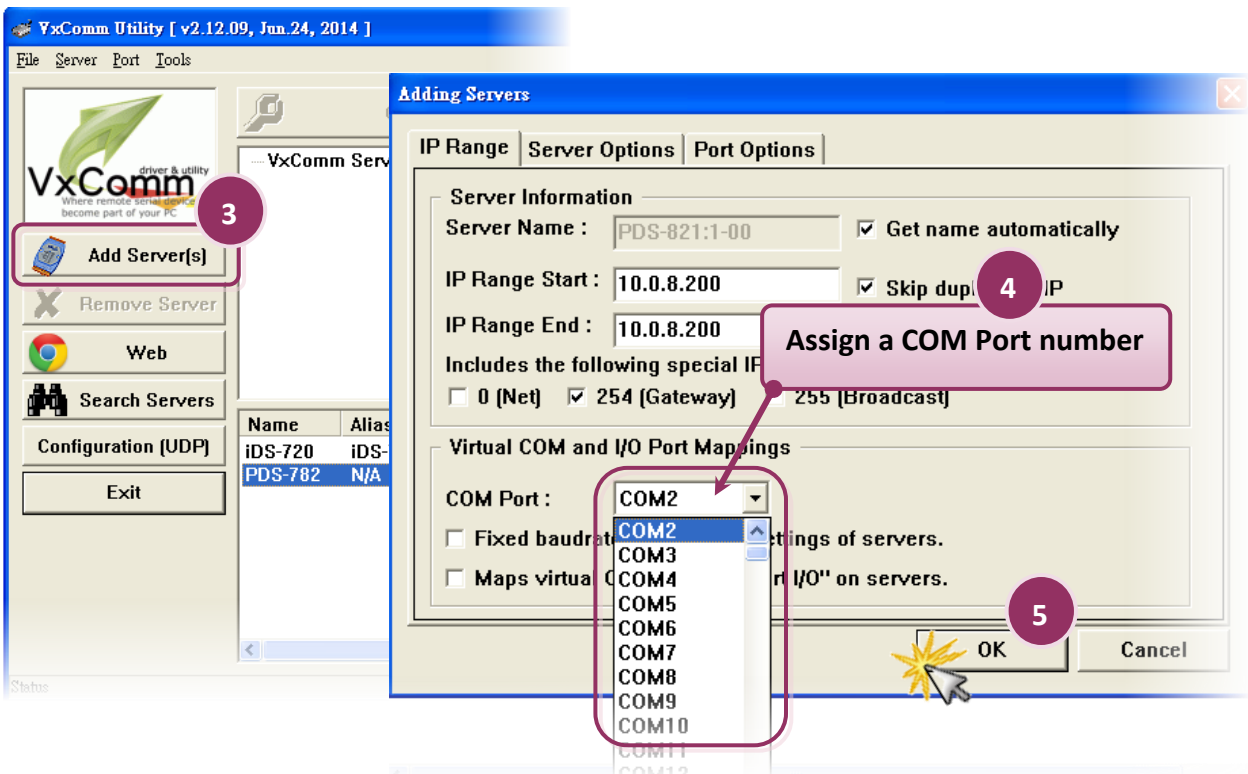 VxComm Utility [ v2.12.09, Jun.24, 2014 ]
File Server Port Tools
VxComm
driver & utility
Where remote serial device
become part of your PC
3
Add Server(s)
Remove Server
Web
Search Servers
Configuration (UDP)
Exit
VxComm Serv
Name Alias
iDS-720 iDS-
PDS-782 N/A
Status
Adding Servers
IP Range Server Options Port Options
Server Information
Server Name : PDS-821:1-00 Get name automatically
IP Range Start : 10.0.8.200 Skip dupl IP
4
IP Range End : 10.0.8.200
Assign a COM Port number
Includes the following special IP
0 (Net) 254 (Gateway) 255 (Broadcast)
Virtual COM and I/O Port Mappings
COM Port : COM2
Fixed baudrat ettings of servers.
Maps virtual C rt I/O" on servers.
COM2
COM3
COM4
COM5
COM6
COM7
COM8
COM9
COM10
COM11
COM12
5
OK Cancel